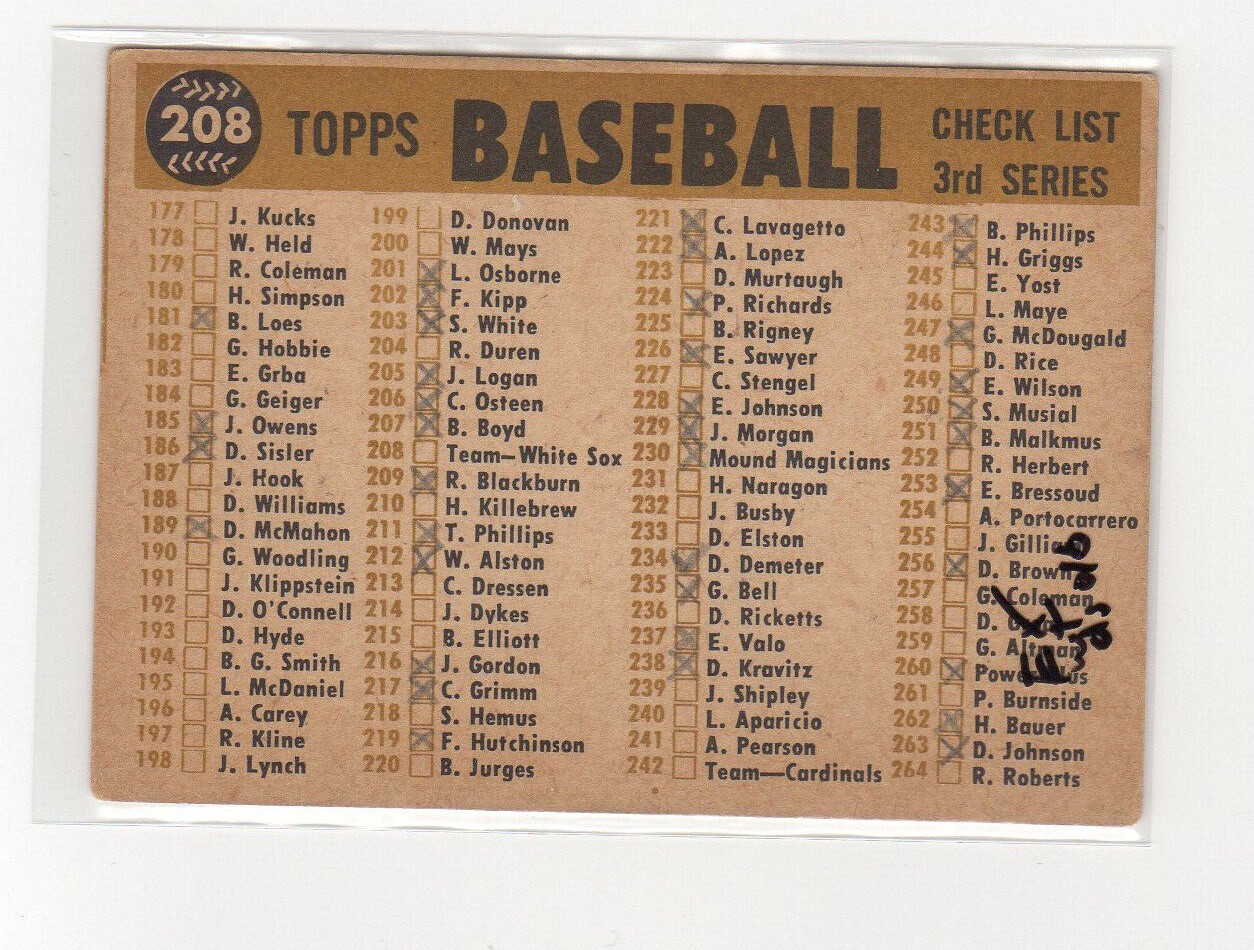 208 TOPPS BASEBALL CHECK LIST
3rd SERIES
177 J. Kucks
178 W. Held
179 R. Coleman
180 H. Simpson
181 B. Loes
182 G. Hobbie
183 E. Grba
184 G. Geiger
185 J. Owens
186 D. Sisler
187 J. Hook
188 D. Williams
189 D. McMahon
190 G. Woodling
191 J. Klippstein
192 D. O'Connell
193 D. Hyde
194 B. G. Smith
195 L. McDaniel
196 A. Carey
197 R. Kline
198 J. Lynch
199 D. Donovan
200 W. Mays
201 L. Osborne
202 F. Kipp
203 S. White
204 R. Duren
205 J. Logan
206 C. Osteen
207 B. Boyd
208 Team—White Sox
209 R. Blackburn
210 H. Killebrew
211 T. Phillips
212 W. Alston
213 C. Dressen
214 J. Dykes
215 B. Elliott
216 J. Gordon
217 C. Grimm
218 S. Hemus
219 F. Hutchinson
220 B. Jurges
221 C. Lavagetto
222 A. Lopez
223 D. Murtaugh
224 P. Richards
225 B. Rigney
226 E. Sawyer
227 C. Stengel
228 E. Johnson
229 J. Morgan
230 Mound Magicians
231 H. Naragon
232 J. Busby
233 D. Elston
234 D. Demeter
235 G. Bell
236 D. Ricketts
237 E. Valo
238 D. Kravitz
239 J. Shipley
240 L. Aparicio
241 A. Pearson
242 Team—Cardinals
243 B. Phillips
244 H. Griggs
245 E. Yost
246 L. Maye
247 G. McDougald
248 D. Rice
249 E. Wilson
250 S. Musial
251 B. Malkmus
252 R. Herbert
253 E. Bressoud
254 A. Portocarrero
255 J.
256 D. Brown
257 G. Coleman
258 D.
259 G.
260
261 P. Burnside
262 H. Bauer
263 D. Johnson
264 R. Roberts